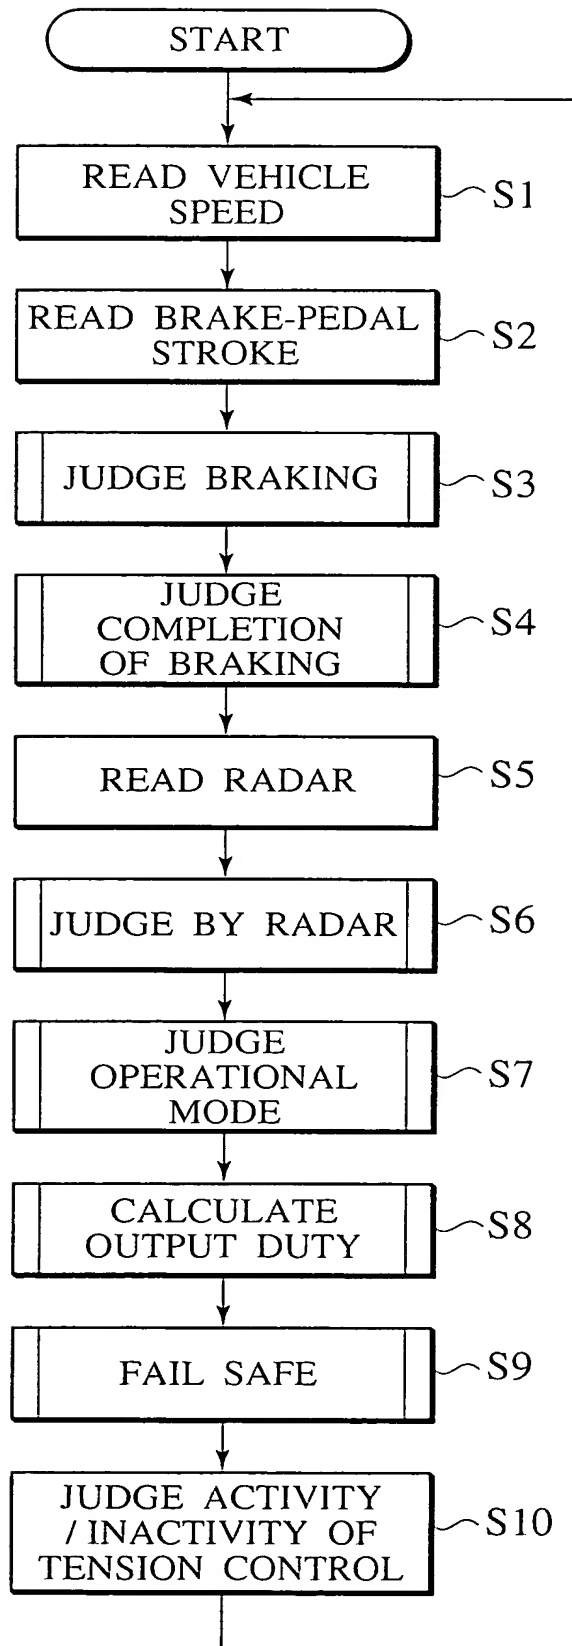 START
READ VEHICLE
SPEED
S1
READ BRAKE-PEDAL
STROKE
S2
JUDGE BRAKING
S3
JUDGE
COMPLETION
OF BRAKING
S4
READ RADAR
S5
JUDGE BY RADAR
S6
JUDGE
OPERATIONAL
MODE
S7
CALCULATE
OUTPUT DUTY
S8
FAIL SAFE
S9
JUDGE ACTIVITY
/ INACTIVITY OF
TENSION CONTROL
S10